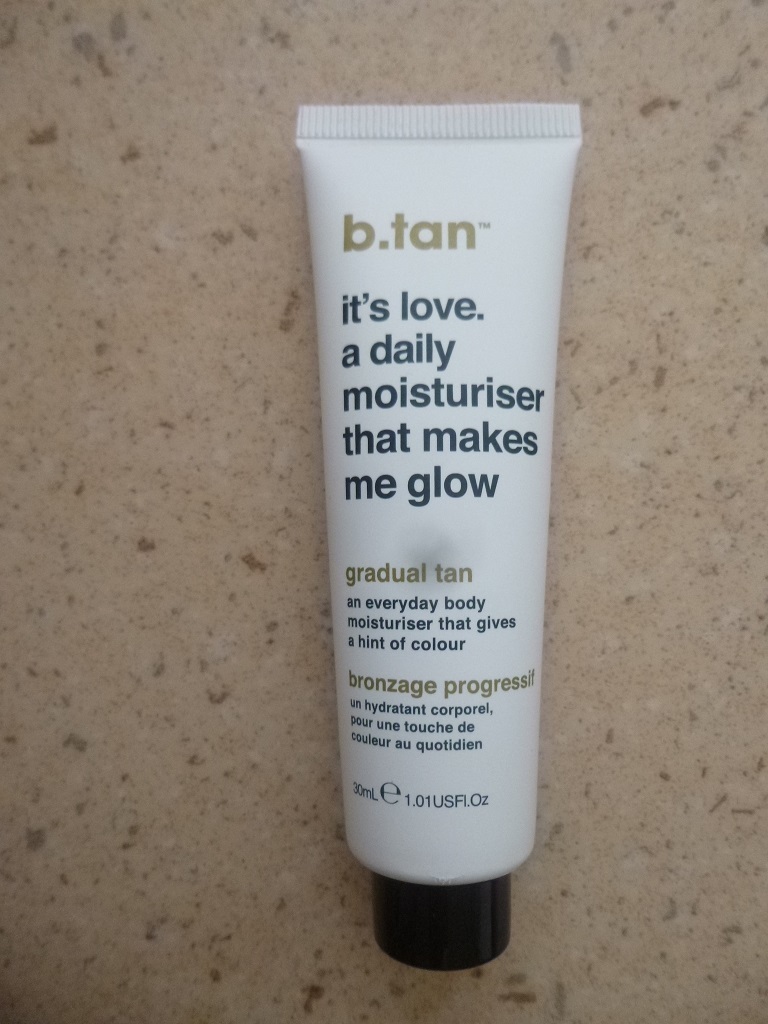 b.tan™
it's love.
a daily
moisturiser
that makes
me glow
gradual tan
an everyday body
moisturiser that gives
a hint of colour
bronzage progressif
un hydratant corporel,
pour une touche de
couleur au quotidien
30mL ℮ 1.01USFl.Oz